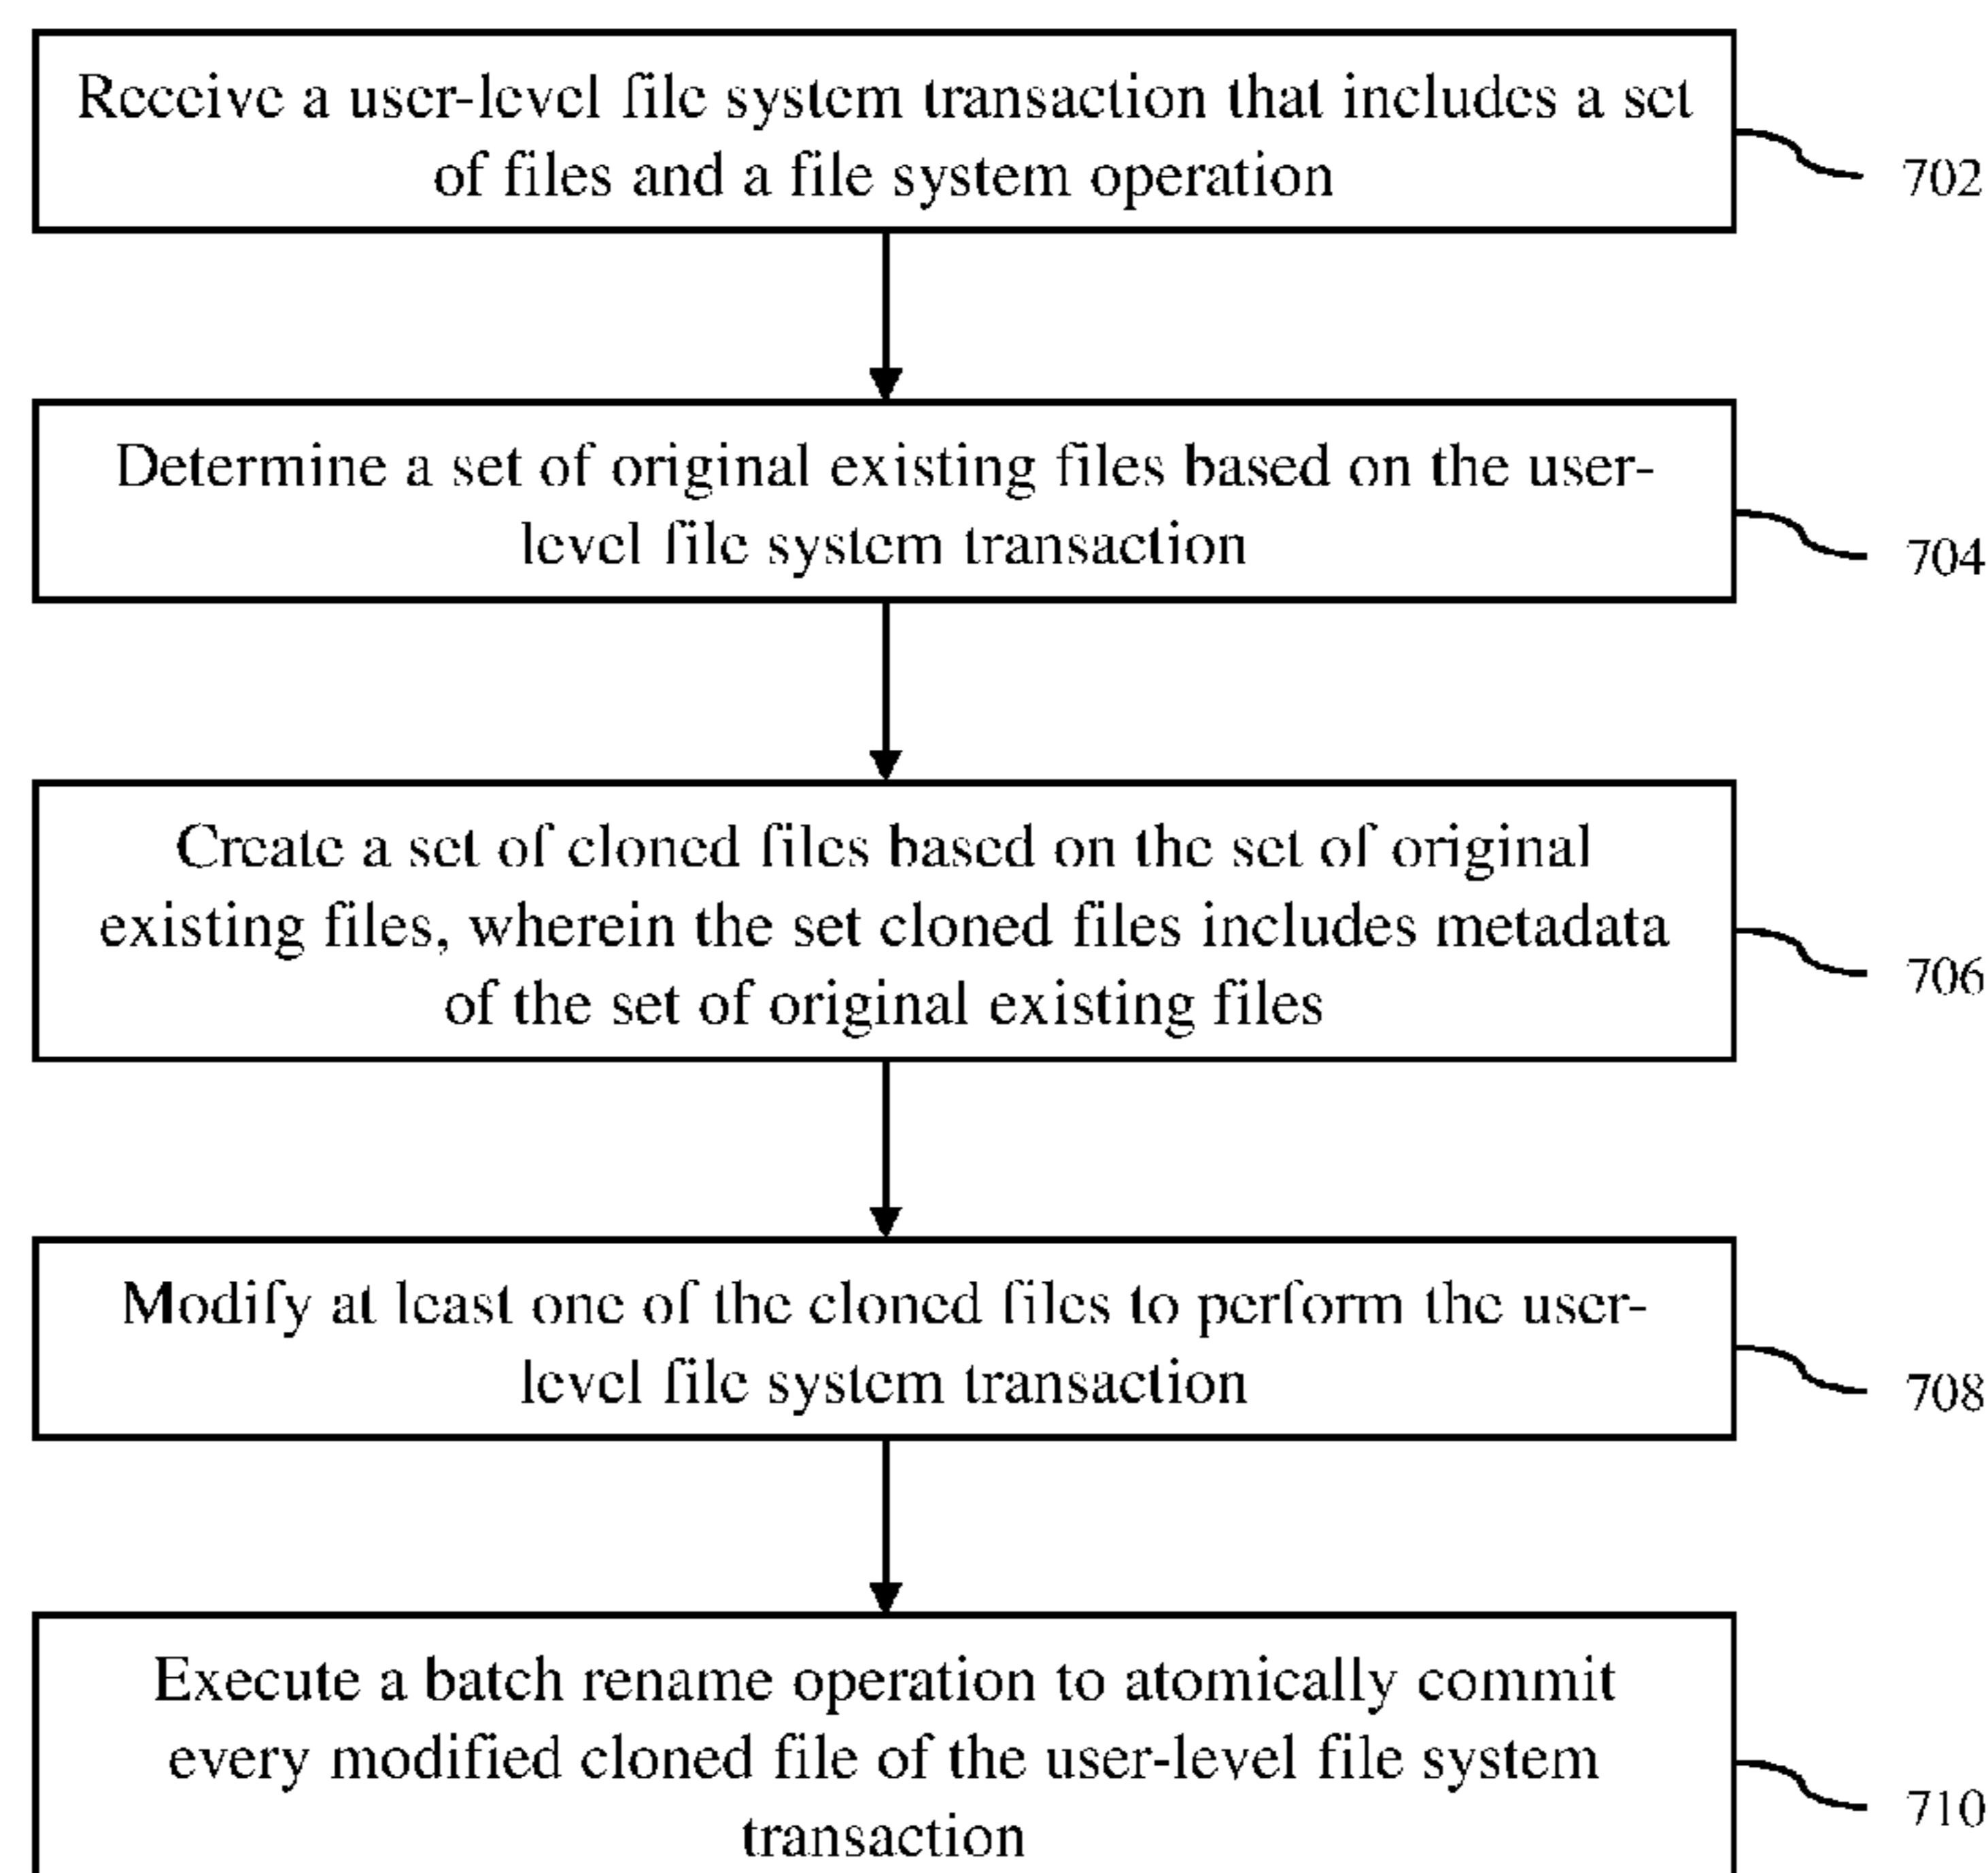 Receive a user-level file system transaction that includes a set
of files and a file system operation
702
Determine a set of original existing files based on the user-
level file system transaction
704
Create a set of cloned files based on the set of original
existing files, wherein the set cloned files includes metadata
of the set of original existing files
706
Modify at least one of the cloned files to perform the user-
level file system transaction
708
Execute a batch rename operation to atomically commit
every modified cloned file of the user-level file system
transaction
710